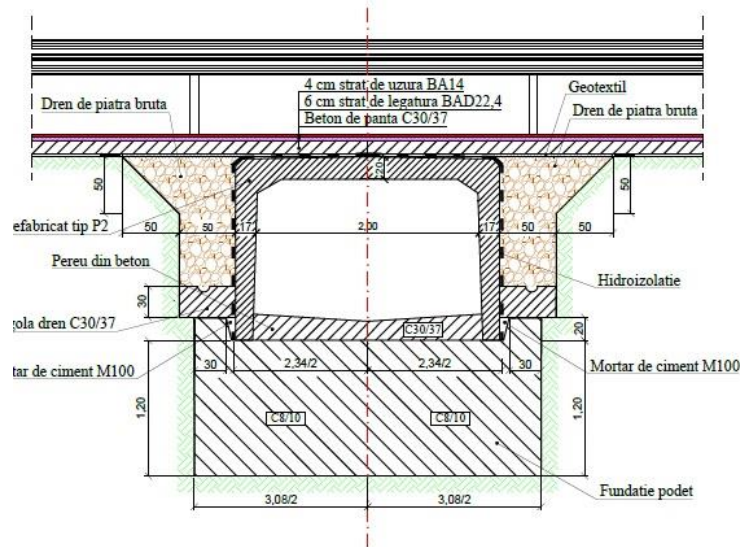 4 cm strat de uzura BA14
6 cm strat de legatura BAD22,4
Beton de panta C30/37
Geotextil
Dren de piatra bruta
Dren de piatra bruta
50
50
20
efabricat tip P2
50
50
17
2,00
17
50
50
Pereu din beton
Hidroizolatie
30
gola dren C30/37
C30/37
20
tar de ciment M100
30
2,34/2
2,34/2
30
Mortar de ciment M100
1,20
C8/10
C8/10
1,20
Fundatie podet
3,08/2
3,08/2